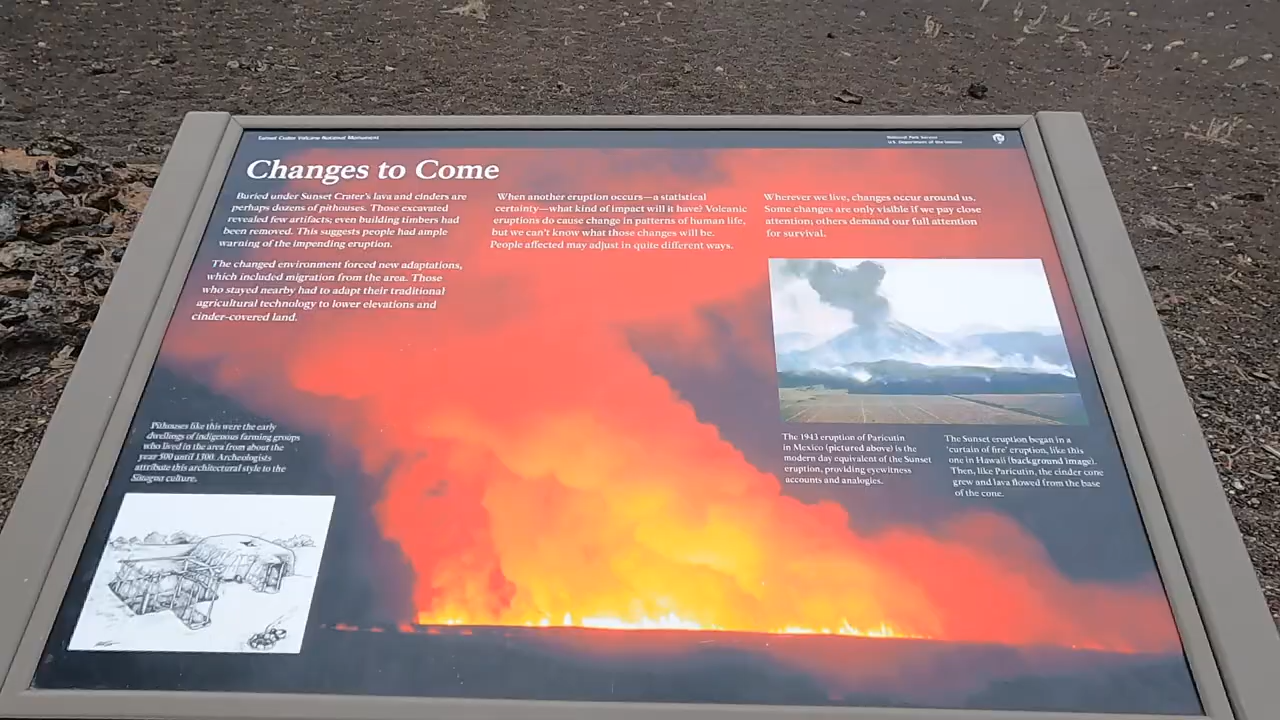 Sunset Crater Volcano National Monument
National Park Service
U.S. Department of the Interior
Changes to Come
Buried under Sunset Crater's lava and cinders are
perhaps dozens of pithouses. Those excavated
revealed few artifacts; even building timbers had
been removed. This suggests people had ample
warning of the impending eruption.
The changed environment forced new adaptations,
which included migration from the area. Those
who stayed nearby had to adapt their traditional
agricultural technology to lower elevations and
cinder-covered land.
When another eruption occurs—a statistical
certainty—what kind of impact will it have? Volcanic
eruptions do cause change in patterns of human life,
but we can't know what those changes will be.
People affected may adjust in quite different ways.
Wherever we live, changes occur around us.
Some changes are only visible if we pay close
attention; others demand our full attention
for survival.
Pithouses like this were the early
dwellings of indigenous farming groups
who lived in the area from about the
year 500 until 1300. Archeologists
attribute this architectural style to the
Sinagua culture.
The 1943 eruption of Paricutin
in Mexico (pictured above) is the
modern day equivalent of the Sunset
eruption, providing eyewitness
accounts and analogies.
The Sunset eruption began in a
'curtain of fire' eruption, like this
one in Hawaii (background image).
Then, like Paricutin, the cinder cone
grew and lava flowed from the base
of the cone.